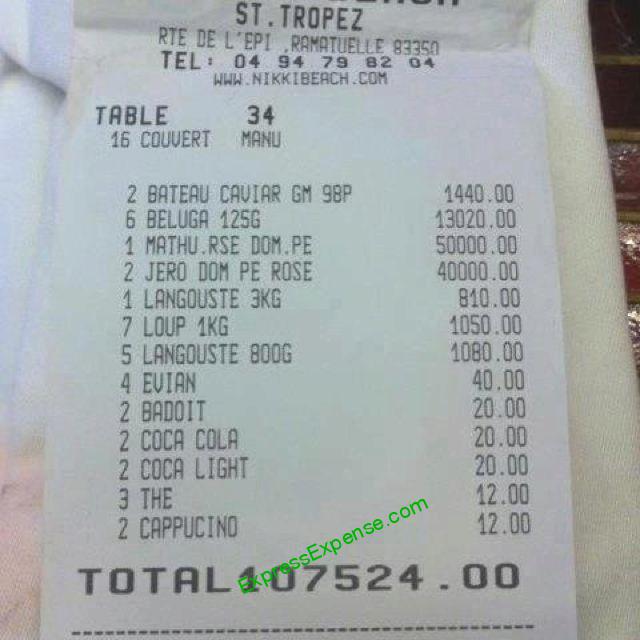 ST.TROPEZ
RTE DE L'EPI ,RAMATUELLE 83350
TEL: 04 94 79 82 04
WWW.NIKKIBEACH.COM
TABLE 34
16 COUVERT MANU
2 BATEAU CAVIAR GM 9BP 1440.00
6 BELUGA 125G 13020.00
1 MATHU.RSE DOM.PE 50000.00
2 JERO DOM PE ROSE 40000.00
1 LANGOUSTE 3KG 810.00
7 LOUP 1KG 1050.00
5 LANGOUSTE 800G 1080.00
4 EVIAN 40.00
2 BADOIT 20.00
2 COCA COLA 20.00
2 COCA LIGHT 20.00
3 THE 12.00
2 CAPPUCINO 12.00
ExpressExpense.com
TOTAL107524.00